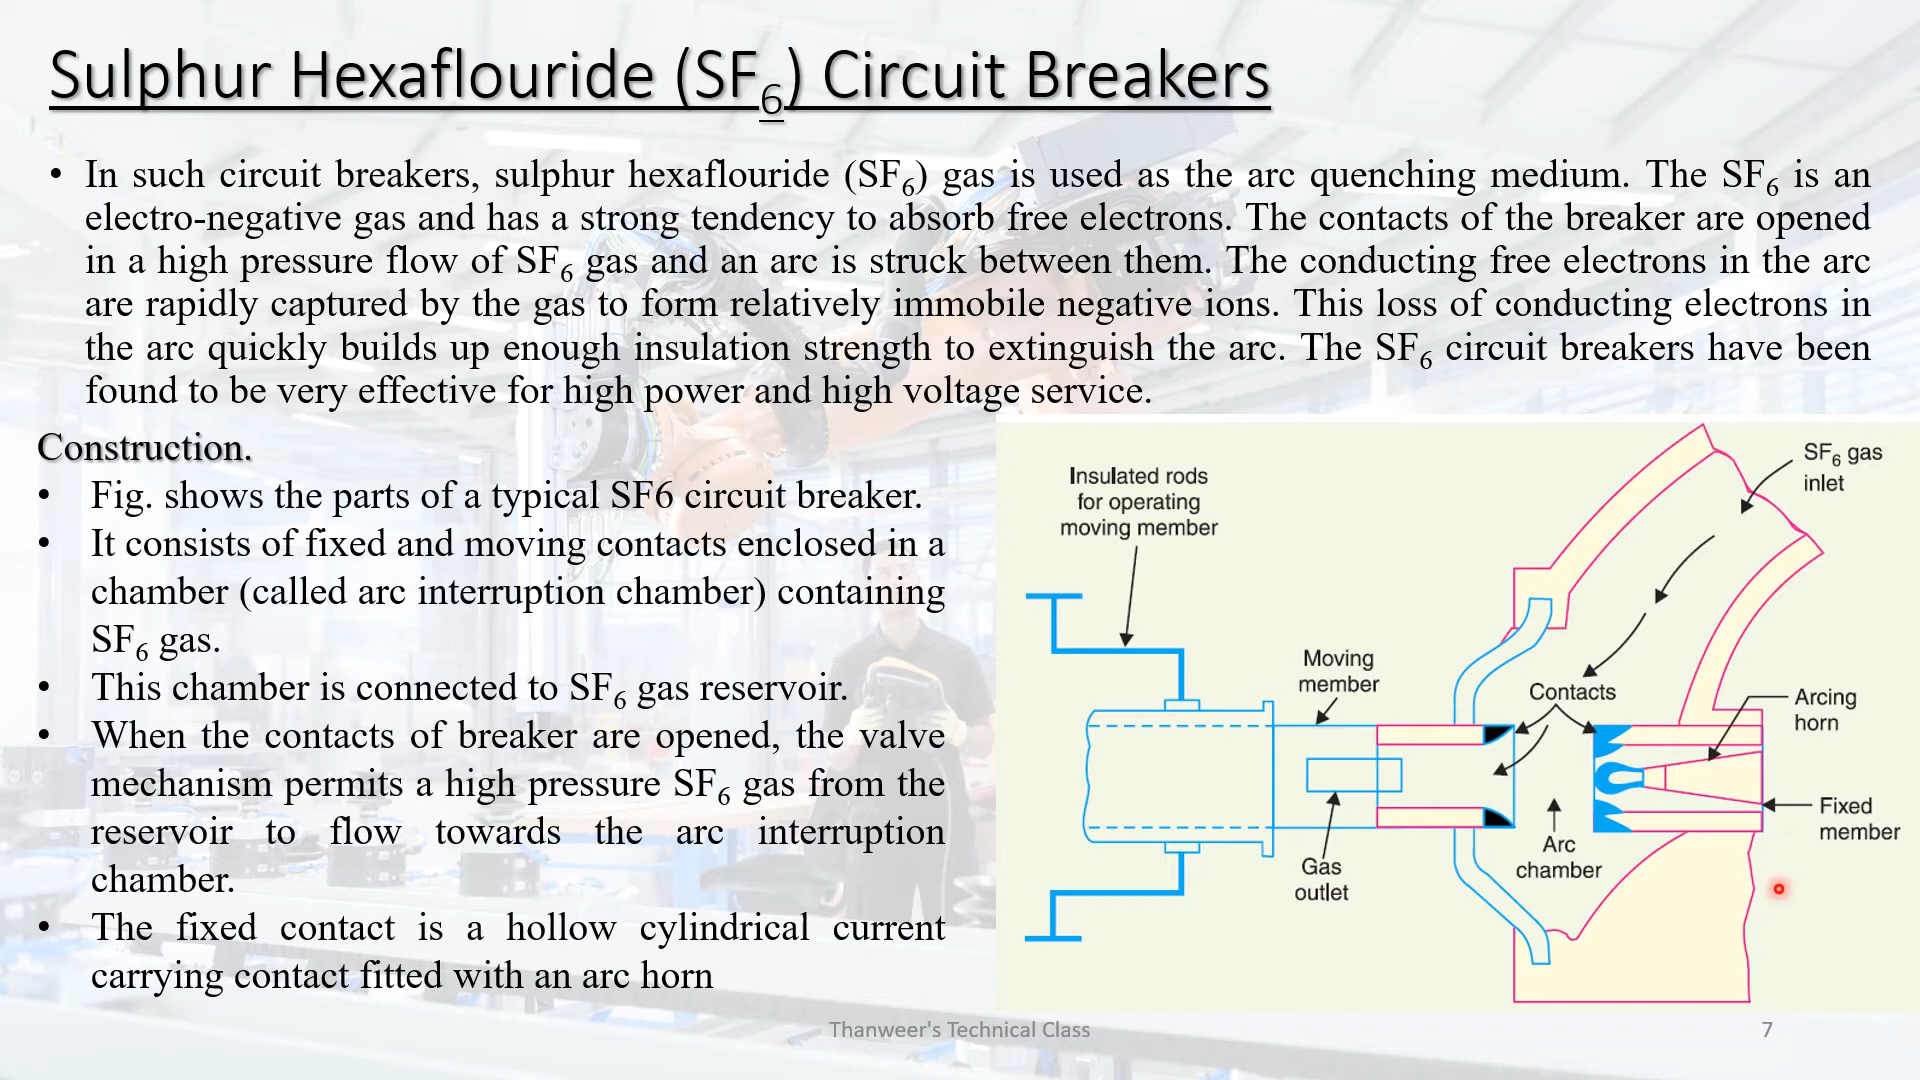 Sulphur Hexaflouride (SF6) Circuit Breakers
• In such circuit breakers, sulphur hexaflouride (SF6) gas is used as the arc quenching medium. The SF6 is an
electro-negative gas and has a strong tendency to absorb free electrons. The contacts of the breaker are opened
in a high pressure flow of SF6 gas and an arc is struck between them. The conducting free electrons in the arc
are rapidly captured by the gas to form relatively immobile negative ions. This loss of conducting electrons in
the arc quickly builds up enough insulation strength to extinguish the arc. The SF6 circuit breakers have been
found to be very effective for high power and high voltage service.
Construction.
• Fig. shows the parts of a typical SF6 circuit breaker.
• It consists of fixed and moving contacts enclosed in a
chamber (called arc interruption chamber) containing
SF6 gas.
• This chamber is connected to SF6 gas reservoir.
• When the contacts of breaker are opened, the valve
mechanism permits a high pressure SF6 gas from the
reservoir to flow towards the arc interruption
chamber.
• The fixed contact is a hollow cylindrical current
carrying contact fitted with an arc horn
Insulated rods
for operating
moving member
SF6 gas
inlet
Moving
member
Contacts
Arcing
horn
Fixed
member
Arc
chamber
Gas
outlet
Thanweer's Technical Class
7